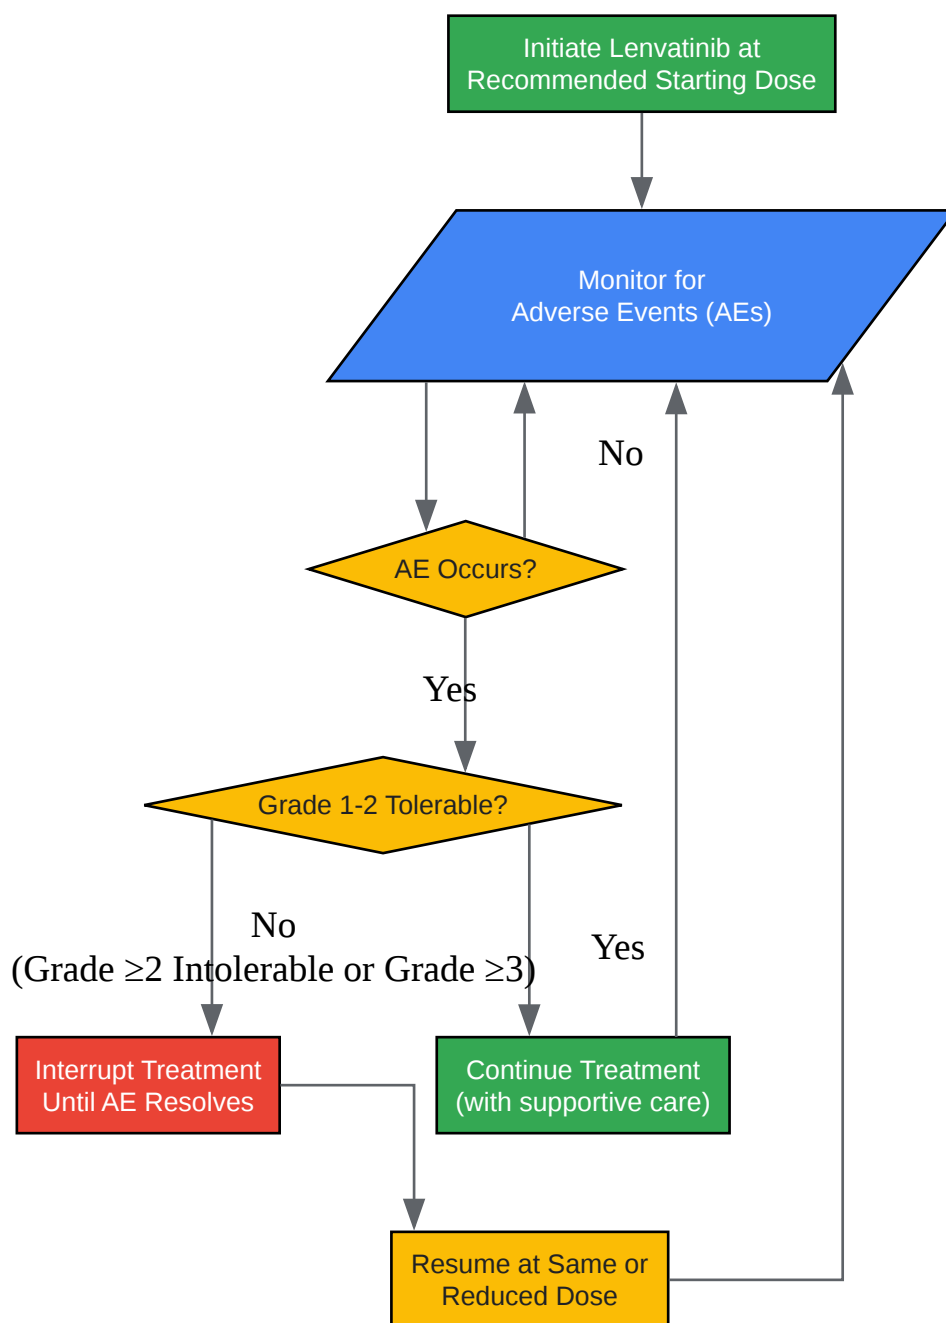 Initiate Lenvatinib at
Recommended Starting Dose
Monitor for
Adverse Events (AEs)
No
AE Occurs?
Yes
Grade 1-2 Tolerable?
No
(Grade ≥2 Intolerable or Grade ≥3)
Yes
Interrupt Treatment
Until AE Resolves
Continue Treatment
(with supportive care)
Resume at Same or
Reduced Dose